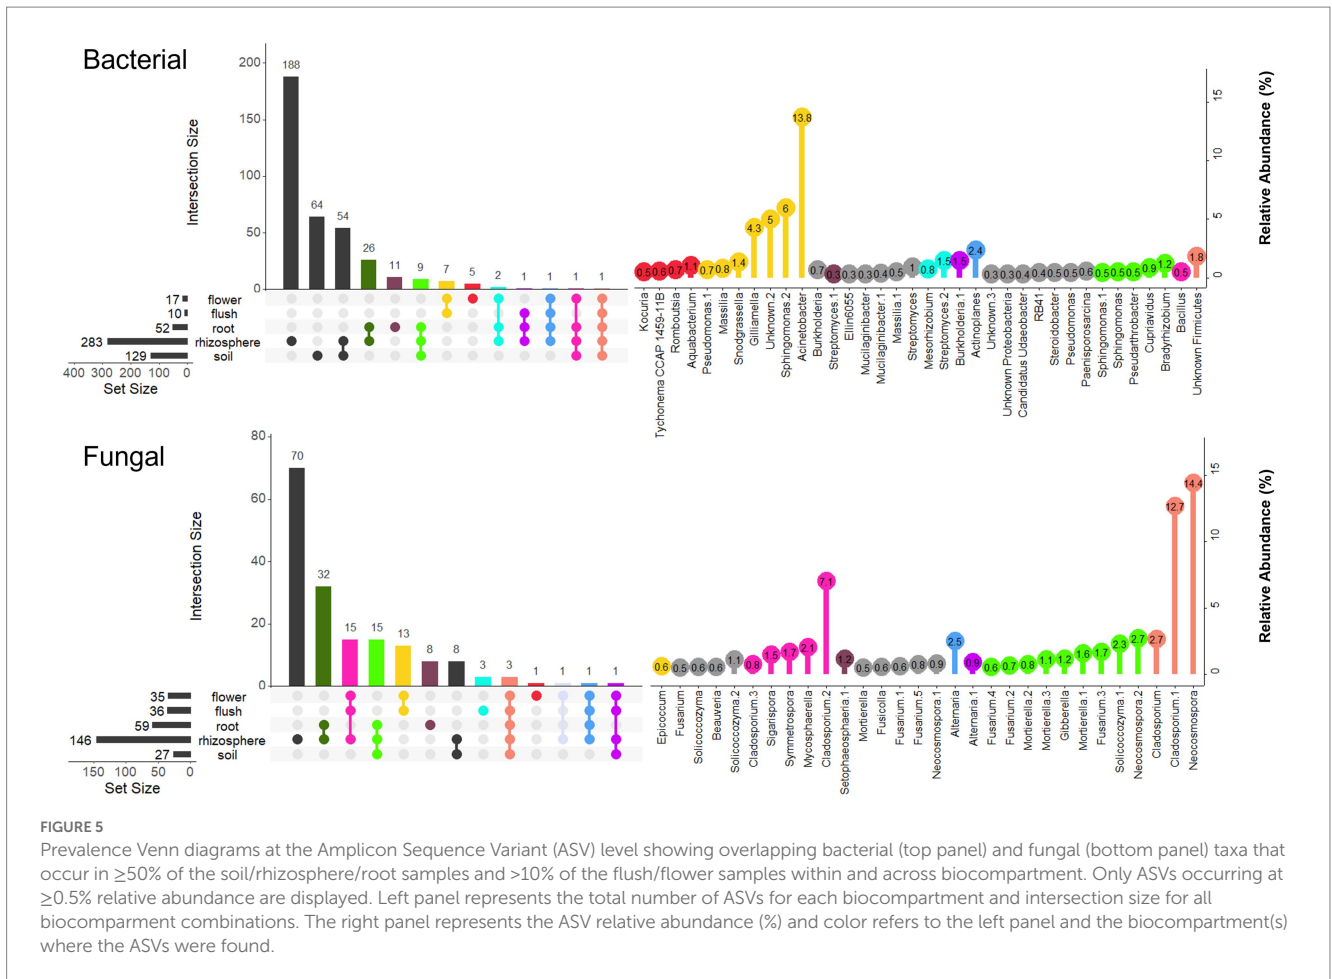 Bacterial
Intersection Size
200
150
100
50
0
188
64
54
26
11
9
7
5
2
1
1
1
1
17
10
52
283
129
flower
flush
root
rhizosphere
soil
400 300 200 100 0
Set Size
0.5
0.6
0.7
1.1
0.7
0.8
1.4
4.3
5
6
13.8
0.7
0.3
0.3
0.3
0.4
0.5
1
0.8
1.5
1.5
2.4
0.3
0.3
0.4
0.4
0.5
0.5
0.6
0.5
0.5
0.5
0.9
1.2
0.5
1.8
Kocuria
Tychonema CCAP 1459-11B
Romboutsia
Aquabacterium
Pseudomonas.1
Massilia
Snodgrassella
Gilliamella
Unknown.2
Sphingomonas.2
Acinetobacter
Burkholderia
Streptomyces.1
Ellin6055
Mucilaginibacter
Mucilaginibacter.1
Massilia.1
Streptomyces
Mesorhizobium
Streptomyces.2
Burkholderia.1
Actinoplanes
Unknown.3
Unknown Proteobacteria
Candidatus Udaeobacter
RB41
Steroidobacter
Pseudomonas
Paenisporosarcina
Sphingomonas.1
Sphingomonas
Pseudarthrobacter
Cupriavidus
Bradyrhizobium
Bacillus
Unknown Firmicutes
15
10
5
0
Relative Abundance (%)
Fungal
Intersection Size
80
60
40
20
0
70
32
15
15
13
8
8
3
3
1
1
1
1
35
36
59
146
27
flower
flush
root
rhizosphere
soil
150 100 50 0
Set Size
0.6
0.5
0.6
0.6
1.1
0.8
1.5
1.7
2.1
7.1
1.2
0.5
0.6
0.6
0.8
0.9
2.5
0.9
0.6
0.7
0.8
1.1
1.2
1.6
1.7
2.3
2.7
2.7
12.7
14.4
Epicoccum
Fusarium
Solicoccozyma
Beauveria
Solicoccozyma.2
Cladosporium.3
Sigarispora
Symmetrospora
Mycosphaerella
Cladosporium.2
Setophaeosphaeria.1
Mortierella
Fusicolla
Fusarium.1
Fusarium.5
Neocosmospora.1
Alternaria
Alternaria.1
Fusarium.4
Fusarium.2
Mortierella.2
Mortierella.3
Gibberella
Mortierella.1
Fusarium.3
Solicoccozyma.1
Neocosmospora.2
Cladosporium
Cladosporium.1
Neocosmospora
15
10
5
0
Relative Abundance (%)
FIGURE 5
Prevalence Venn diagrams at the Amplicon Sequence Variant (ASV) level showing overlapping bacterial (top panel) and fungal (bottom panel) taxa that
occur in ≥50% of the soil/rhizosphere/root samples and >10% of the flush/flower samples within and across biocompartment. Only ASVs occurring at
≥0.5% relative abundance are displayed. Left panel represents the total number of ASVs for each biocompartment and intersection size for all
biocomparment combinations. The right panel represents the ASV relative abundance (%) and color refers to the left panel and the biocompartment(s)
where the ASVs were found.